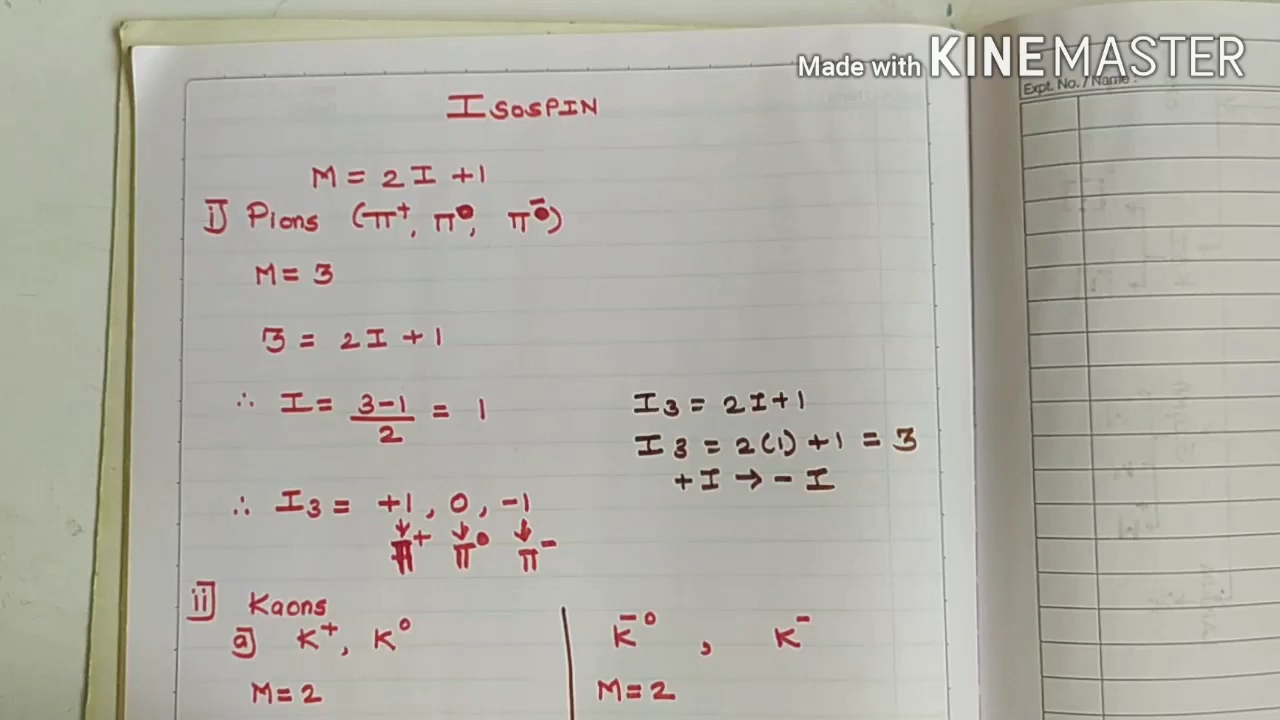 Made with KINEMASTER
Expt. No. / Name :
ISOSPIN
M = 2I + 1
i] Pions (π⁺, π⁰, π⁻)
M = 3
3 = 2I + 1
∴ I = (3-1)/2 = 1
I₃ = 2I + 1
I₃ = 2(1) + 1 = 3
+I → - I
∴ I₃ = +1, 0, -1
↓ ↓ ↓
π⁺ π⁰ π⁻
ii] Kaons
a] K⁺, K⁰
K̄⁰, K⁻
M = 2
M = 2